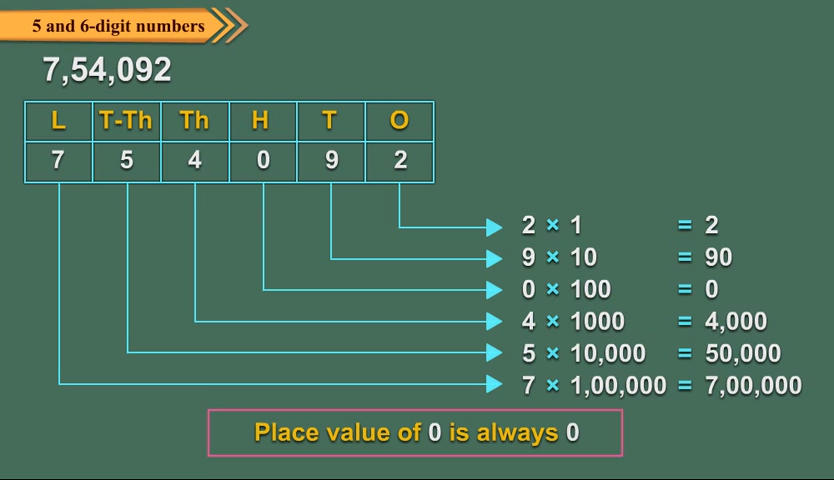 5 and 6-digit numbers
7,54,092
L T-Th Th H T O
7 5 4 0 9 2
2 × 1 = 2
9 × 10 = 90
0 × 100 = 0
4 × 1000 = 4,000
5 × 10,000 = 50,000
7 × 1,00,000 = 7,00,000
Place value of 0 is always 0